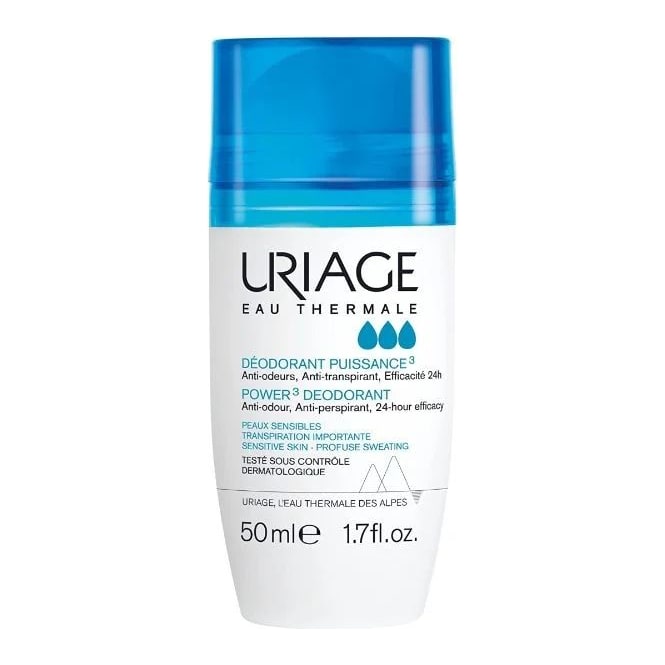 URIAGE
EAU THERMALE
DÉODORANT PUISSANCE³
Anti-odeurs, Anti-transpirant, Efficacité 24h
POWER³ DEODORANT
Anti-odour, Anti-perspirant, 24-hour efficacy
PEAUX SENSIBLES
TRANSPIRATION IMPORTANTE
SENSITIVE SKIN - PROFUSE SWEATING
TESTÉ SOUS CONTRÔLE
DERMATOLOGIQUE
URIAGE, L'EAU THERMALE DES ALPES
50ml℮ 1.7fl.oz.